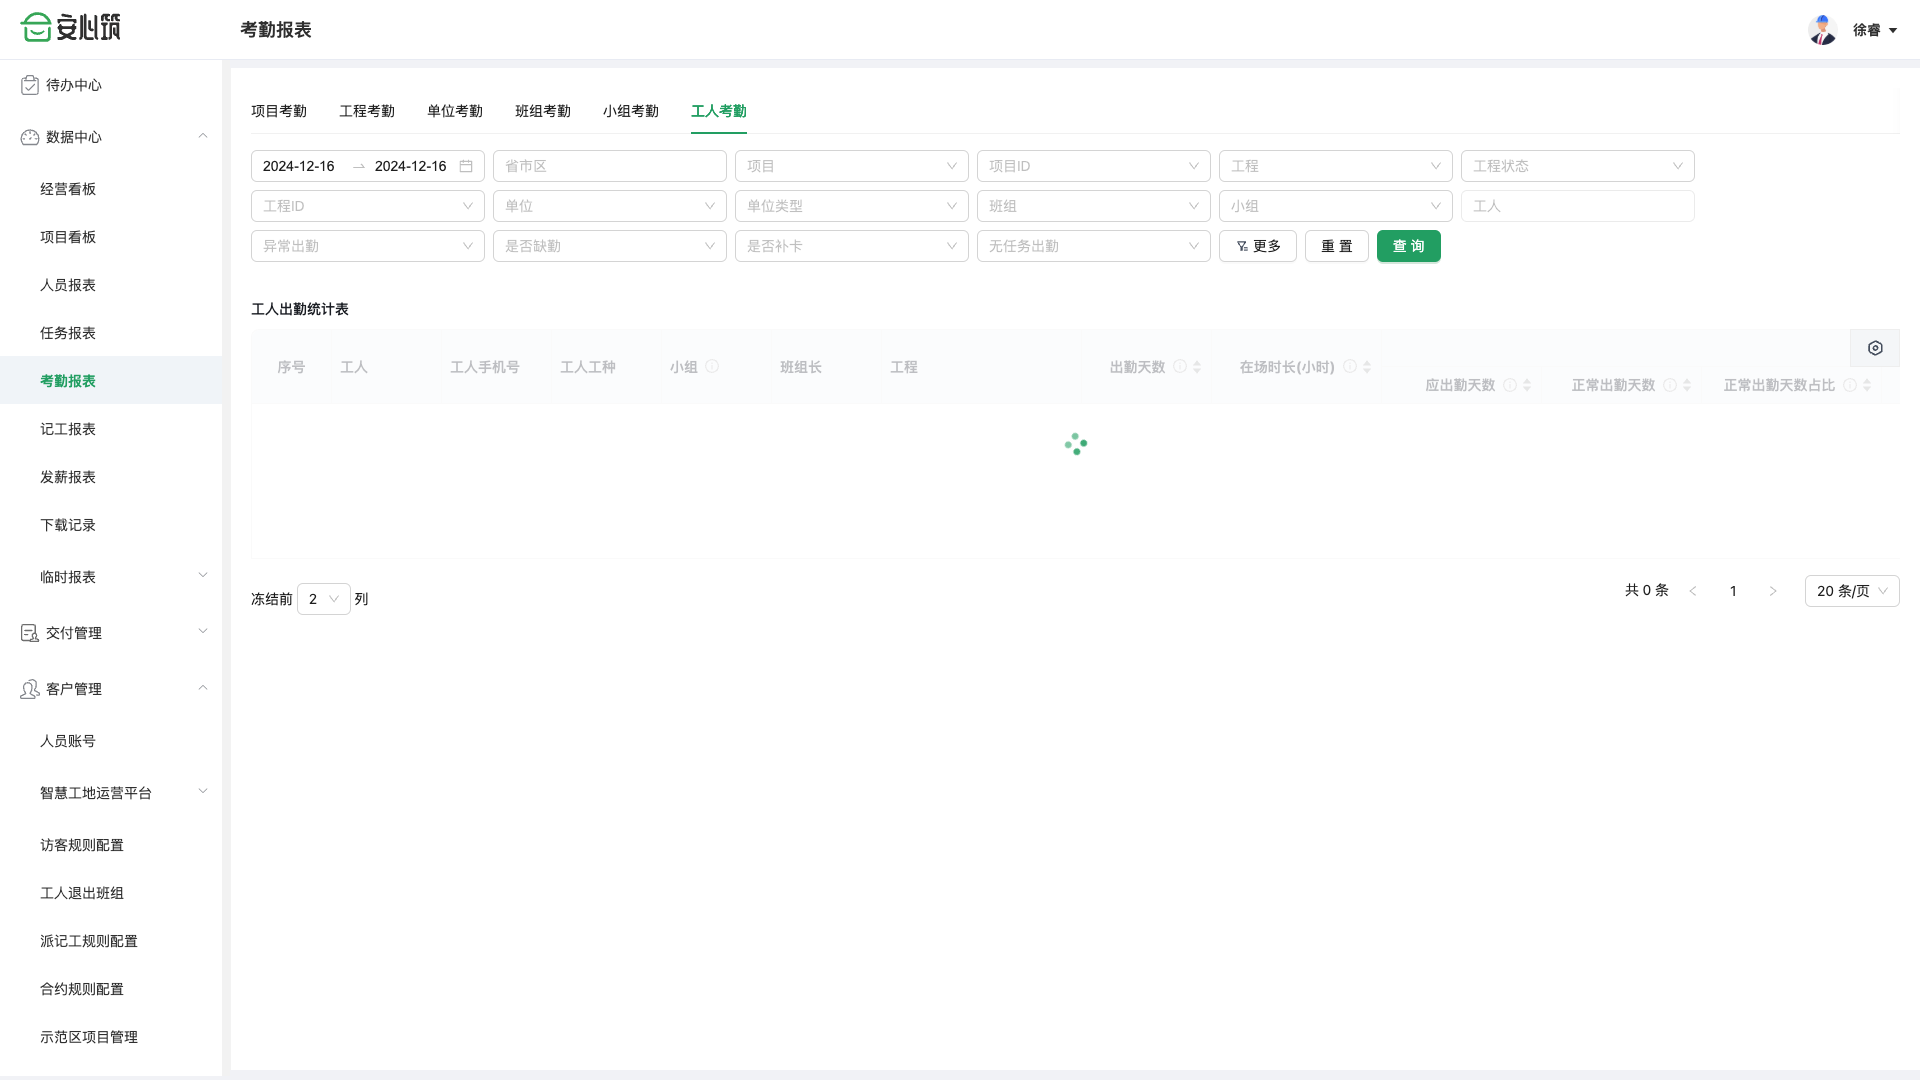 安心筑
考勤报表
徐睿
待办中心
数据中心
经营看板
项目看板
人员报表
任务报表
考勤报表
记工报表
发薪报表
下载记录
临时报表
交付管理
客户管理
人员账号
智慧工地运营平台
访客规则配置
工人退出班组
派记工规则配置
合约规则配置
示范区项目管理
项目考勤 工程考勤 单位考勤 班组考勤 小组考勤 工人考勤
2024-12-16 → 2024-12-16 省市区 项目 项目ID 工程 工程状态
工程ID 单位 单位类型 班组 小组 工人
异常出勤 是否缺勤 是否补卡 无任务出勤 更多 重 置 查 询
工人出勤统计表
序号 工人 工人手机号 工人工种 小组 班组长 工程 出勤天数 在场时长(小时)
应出勤天数 正常出勤天数 正常出勤天数占比
冻结前 2 列
共 0 条 < 1 > 20 条/页